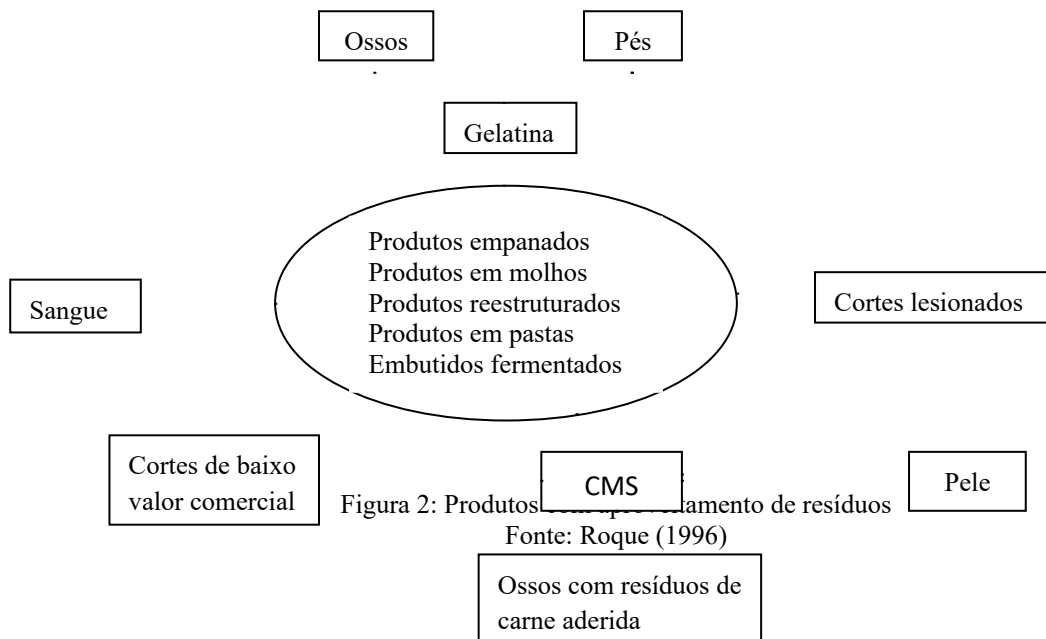 Ossos
Pés
Gelatina
Produtos empanados
Produtos em molhos
Produtos reestruturados
Produtos em pastas
Embutidos fermentados
Sangue
Cortes lesionados
Cortes de baixo
valor comercial
CMS
Pele
Figura 2: Produtos aproveitamento de resíduos
Fonte: Roque (1996)
Ossos com resíduos de
carne aderida